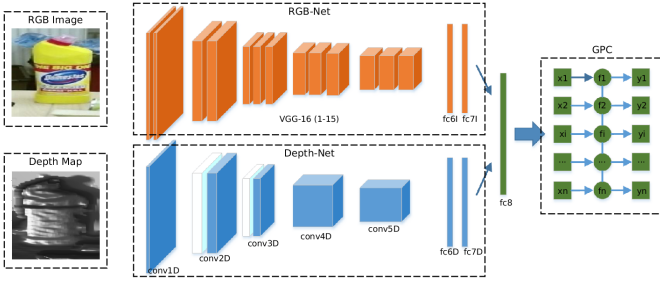 RGB Image
RGB-Net
VGG-16 (1-15)
fc6I
fc7I
Depth Map
Depth-Net
conv1D
conv2D
conv3D
conv4D
conv5D
fc6D
fc7D
fc8
GPC
x1 f1 y1
x2 f2 y2
xi fi yi
... ... ...
xn fn yn